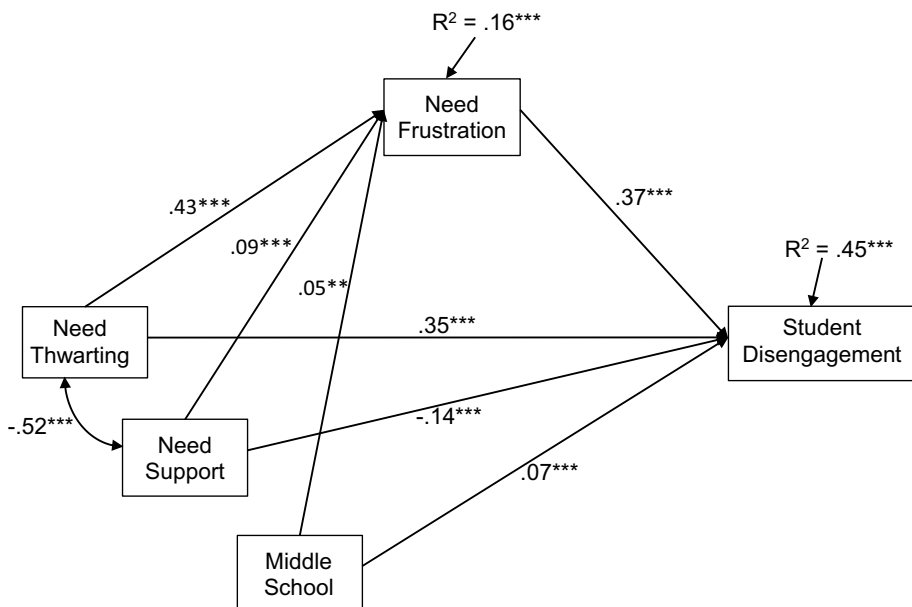 R² = .16***
Need
Frustration
.43***
.37***
.09***
R² = .45***
.05**
Need
Thwarting
.35***
Student
Disengagement
-.52***
-.14***
Need
Support
.07***
Middle
School